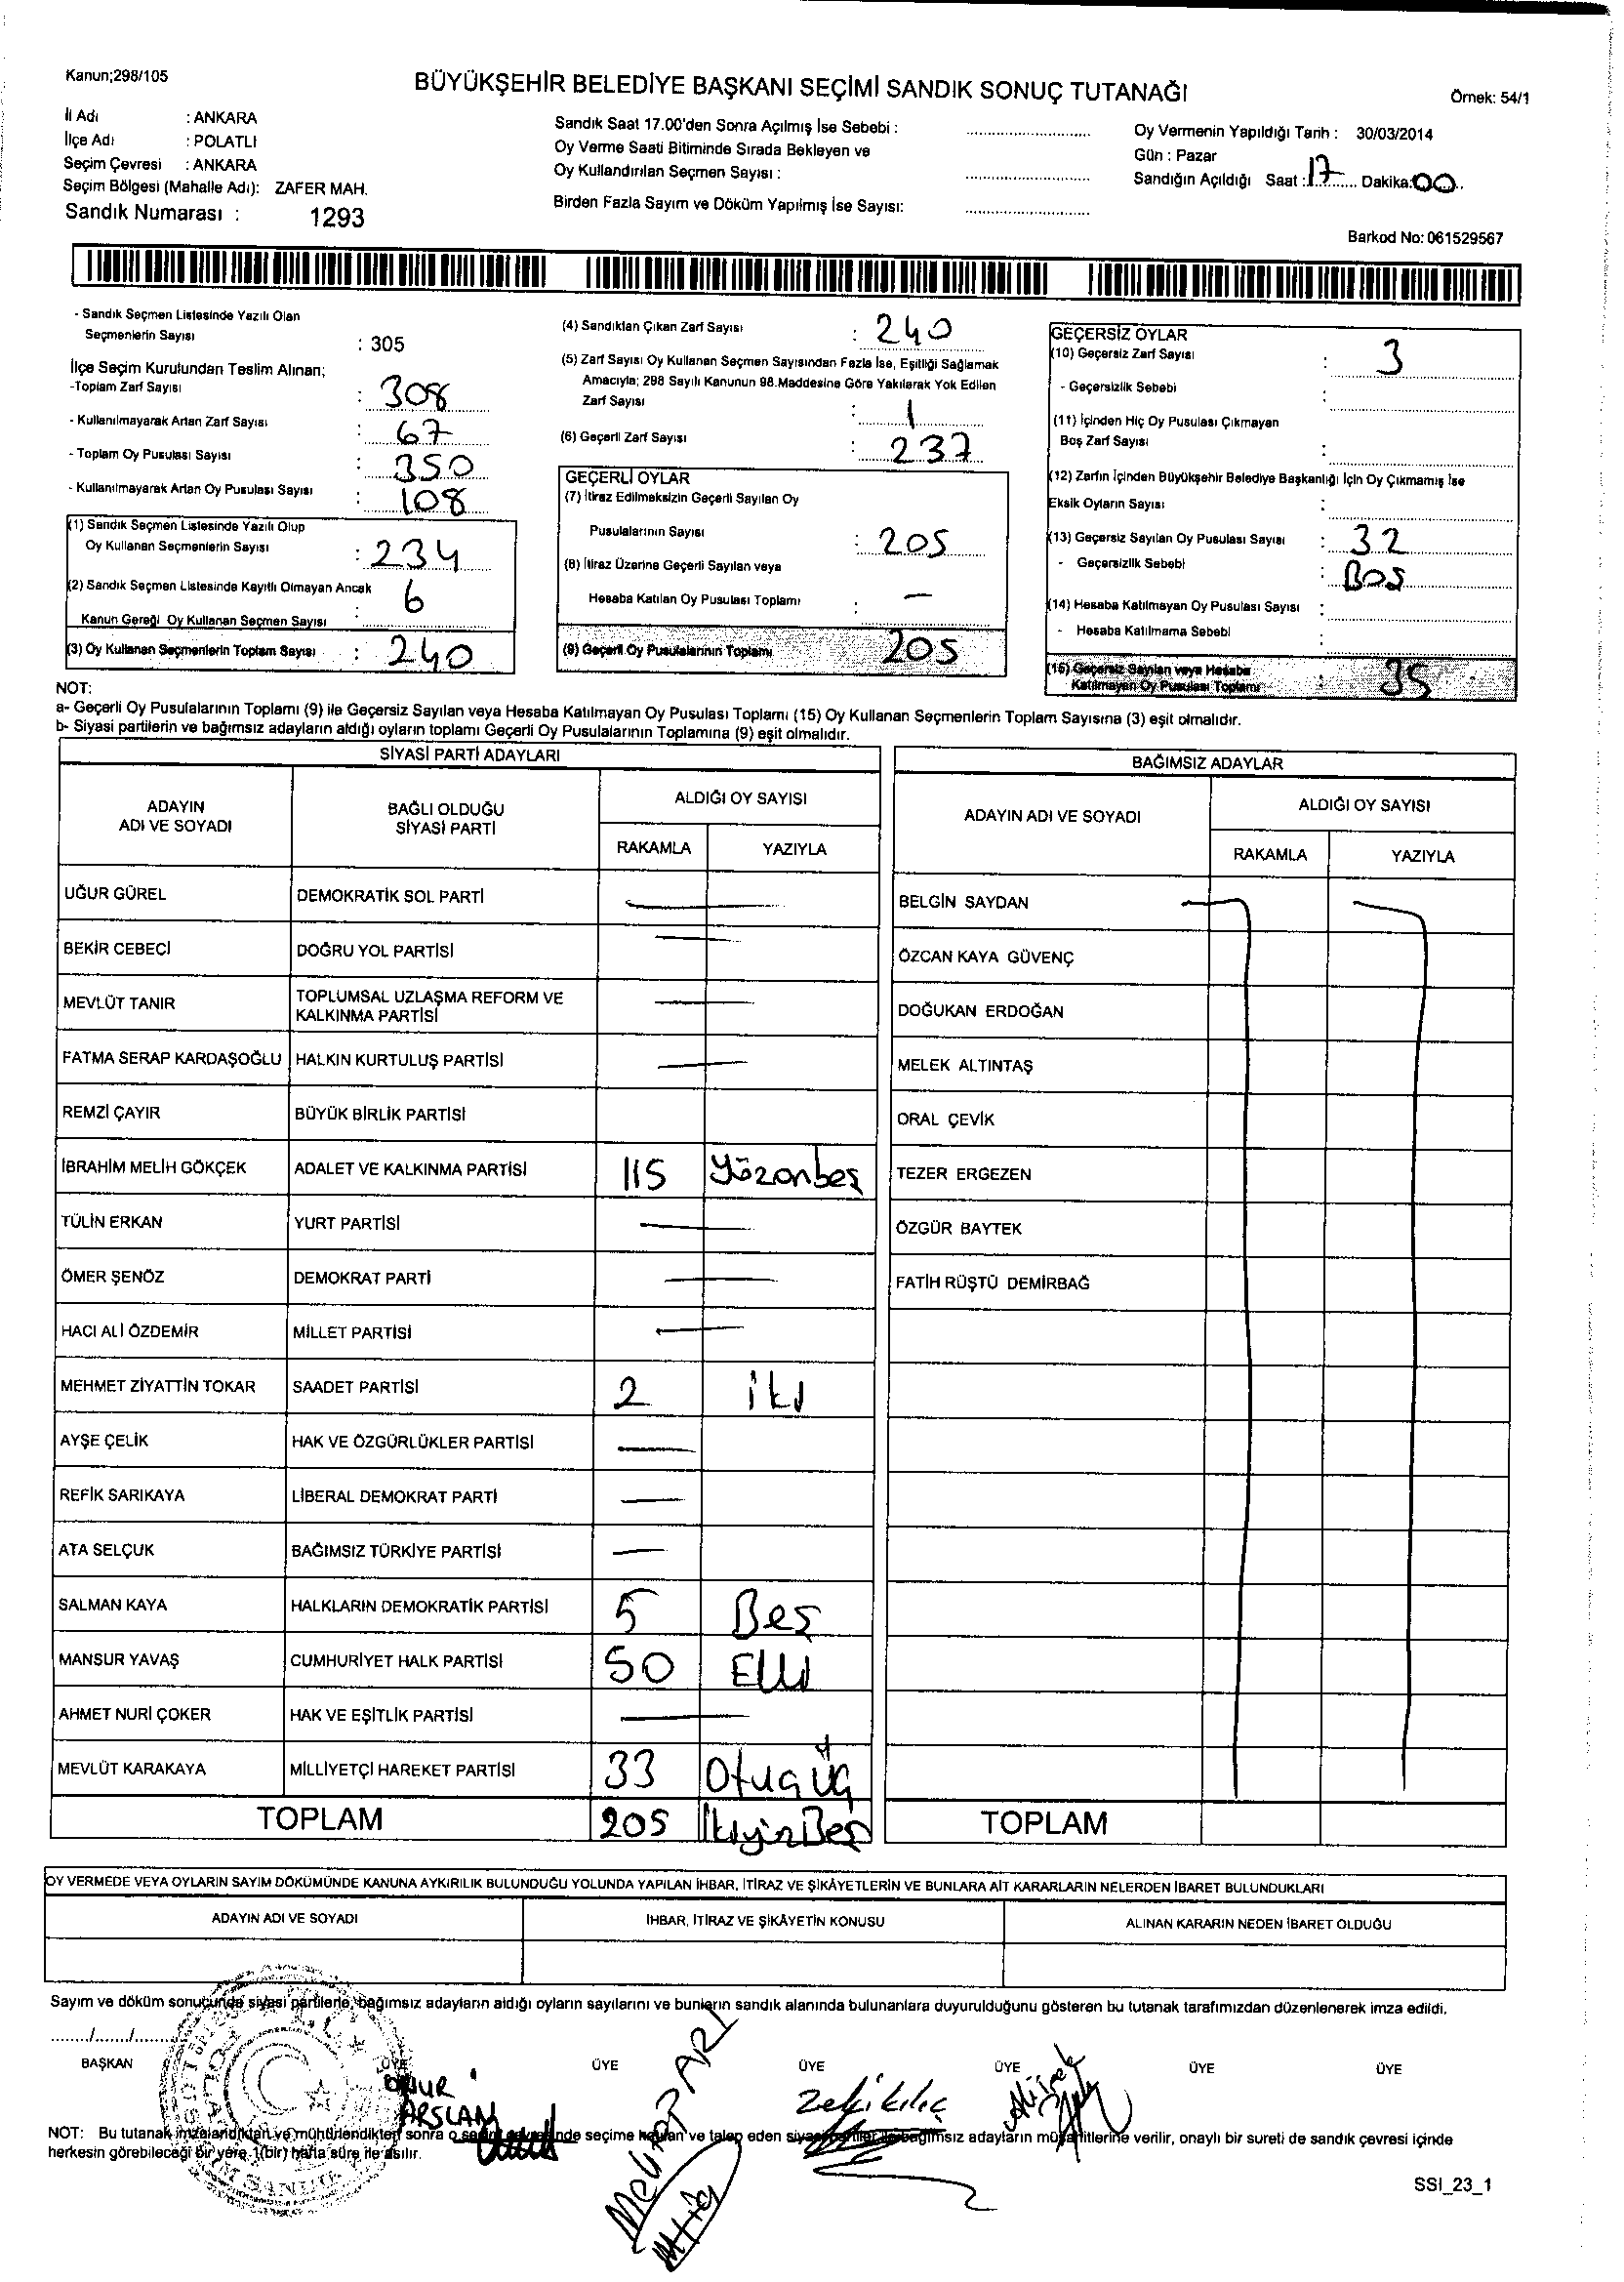 Kanun;298/105
BÜYÜKŞEHİR BELEDİYE BAŞKANI SEÇİMİ SANDIK SONUÇ TUTANAĞI
Örnek: 54/1
İl Adı : ANKARA
İlçe Adı : POLATLI
Seçim Çevresi : ANKARA
Seçim Bölgesi (Mahalle Adı): ZAFER MAH.
Sandık Numarası : 1293
Sandık Saat 17.00'den Sonra Açılmış İse Sebebi :
Oy Verme Saati Bitiminde Sırada Bekleyen ve
Oy Kullandırılan Seçmen Sayısı :
Birden Fazla Sayım ve Döküm Yapılmış İse Sayısı:
Oy Vermenin Yapıldığı Tarih : 30/03/2014
Gün : Pazar
Sandığın Açıldığı Saat : 17 Dakika: 00
Barkod No: 061529567
- Sandık Seçmen Listesinde Yazılı Olan
Seçmenlerin Sayısı : 305
İlçe Seçim Kurulundan Teslim Alınan;
-Toplam Zarf Sayısı : 308
- Kullanılmayarak Artan Zarf Sayısı : 67
- Toplam Oy Pusulası Sayısı : 350
- Kullanılmayarak Artan Oy Pusulası Sayısı : 108
(1) Sandık Seçmen Listesinde Yazılı Olup
Oy Kullanan Seçmenlerin Sayısı : 234
(2) Sandık Seçmen Listesinde Kayıtlı Olmayan Ancak
Kanun Gereği Oy Kullanan Seçmen Sayısı : 6
(3) Oy Kullanan Seçmenlerin Toplam Sayısı : 240
(4) Sandıktan Çıkan Zarf Sayısı : 240
(5) Zarf Sayısı Oy Kullanan Seçmen Sayısından Fazla İse, Eşitliği Sağlamak
Amacıyla; 298 Sayılı Kanunun 98.Maddesine Göre Yakılarak Yok Edilen
Zarf Sayısı : 1
(6) Geçerli Zarf Sayısı : 237
GEÇERLİ OYLAR
(7) İtiraz Edilmeksizin Geçerli Sayılan Oy
Pusulalarının Sayısı : 205
(8) İtiraz Üzerine Geçerli Sayılan veya
Hesaba Katılan Oy Pusulası Toplamı : —
(9) Geçerli Oy Pusulalarının Toplamı 205
GEÇERSİZ OYLAR
(10) Geçersiz Zarf Sayısı : 3
- Geçersizlik Sebebi :
(11) İçinden Hiç Oy Pusulası Çıkmayan
Boş Zarf Sayısı :
(12) Zarfın İçinden Büyükşehir Belediye Başkanlığı İçin Oy Çıkmamış İse
Eksik Oyların Sayısı :
(13) Geçersiz Sayılan Oy Pusulası Sayısı : 32
- Geçersizlik Sebebi : BOŞ
(14) Hesaba Katılmayan Oy Pusulası Sayısı :
- Hesaba Katılmama Sebebi :
(15) Geçersiz Sayılan veya Hesaba
Katılmayan Oy Pusulası Toplamı : 35
NOT:
a- Geçerli Oy Pusulalarının Toplamı (9) ile Geçersiz Sayılan veya Hesaba Katılmayan Oy Pusulası Toplamı (15) Oy Kullanan Seçmenlerin Toplam Sayısına (3) eşit olmalıdır.
b- Siyasi partilerin ve bağımsız adayların aldığı oyların toplamı Geçerli Oy Pusulalarının Toplamına (9) eşit olmalıdır.
SİYASİ PARTİ ADAYLARI
ADAYIN ADI VE SOYADI
BAĞLI OLDUĞU SİYASİ PARTİ
ALDIĞI OY SAYISI
RAKAMLA YAZIYLA
UĞUR GÜREL DEMOKRATİK SOL PARTİ —
BEKİR CEBECİ DOĞRU YOL PARTİSİ —
MEVLÜT TANIR TOPLUMSAL UZLAŞMA REFORM VE KALKINMA PARTİSİ —
FATMA SERAP KARDAŞOĞLU HALKIN KURTULUŞ PARTİSİ —
REMZİ ÇAYIR BÜYÜK BİRLİK PARTİSİ
İBRAHİM MELİH GÖKÇEK ADALET VE KALKINMA PARTİSİ 115 Yüzonbeş
TÜLİN ERKAN YURT PARTİSİ —
ÖMER ŞENÖZ DEMOKRAT PARTİ —
HACI ALİ ÖZDEMİR MİLLET PARTİSİ —
MEHMET ZİYATTİN TOKAR SAADET PARTİSİ 2 iki
AYŞE ÇELİK HAK VE ÖZGÜRLÜKLER PARTİSİ —
REFİK SARIKAYA LİBERAL DEMOKRAT PARTİ —
ATA SELÇUK BAĞIMSIZ TÜRKİYE PARTİSİ —
SALMAN KAYA HALKLARIN DEMOKRATİK PARTİSİ 5 Beş
MANSUR YAVAŞ CUMHURİYET HALK PARTİSİ 50 Elli
AHMET NURİ ÇOKER HAK VE EŞİTLİK PARTİSİ —
MEVLÜT KARAKAYA MİLLİYETÇİ HAREKET PARTİSİ 33 Otuz Üç
TOPLAM 205 İkiyüzBeş
BAĞIMSIZ ADAYLAR
ADAYIN ADI VE SOYADI
ALDIĞI OY SAYISI
RAKAMLA YAZIYLA
BELGİN SAYDAN
ÖZCAN KAYA GÜVENÇ
DOĞUKAN ERDOĞAN
MELEK ALTINTAŞ
ORAL ÇEVİK
TEZER ERGEZEN
ÖZGÜR BAYTEK
FATİH RÜŞTÜ DEMİRBAĞ
TOPLAM
OY VERMEDE VEYA OYLARIN SAYIM DÖKÜMÜNDE KANUNA AYKIRILIK BULUNDUĞU YOLUNDA YAPILAN İHBAR, İTİRAZ VE ŞİKÂYETLERİN VE BUNLARA AİT KARARLARIN NELERDEN İBARET BULUNDUKLARI
ADAYIN ADI VE SOYADI
İHBAR, İTİRAZ VE ŞİKÂYETİN KONUSU
ALINAN KARARIN NEDEN İBARET OLDUĞU
Sayım ve döküm sonucunda siyasi partilerle, bağımsız adayların aldığı oyların sayılarını ve bunların sandık alanında bulunanlara duyurulduğunu gösteren bu tutanak tarafımızdan düzenlenerek imza edildi.
......./......./..........
BAŞKAN ÜYE ÜYE ÜYE ÜYE ÜYE ÜYE
ONUR ARSLAN
Zeki Kılıç
NOT: Bu tutanak imzalandıktan ve mühürlendikten sonra o seçim çevresinde seçime katılan ve talep eden siyasi partiler ile bağımsız adayların müşahitlerine verilir, onaylı bir sureti de sandık çevresi içinde
herkesin görebileceği bir yere 1(bir) hafta süre ile asılır.
SSI_23_1